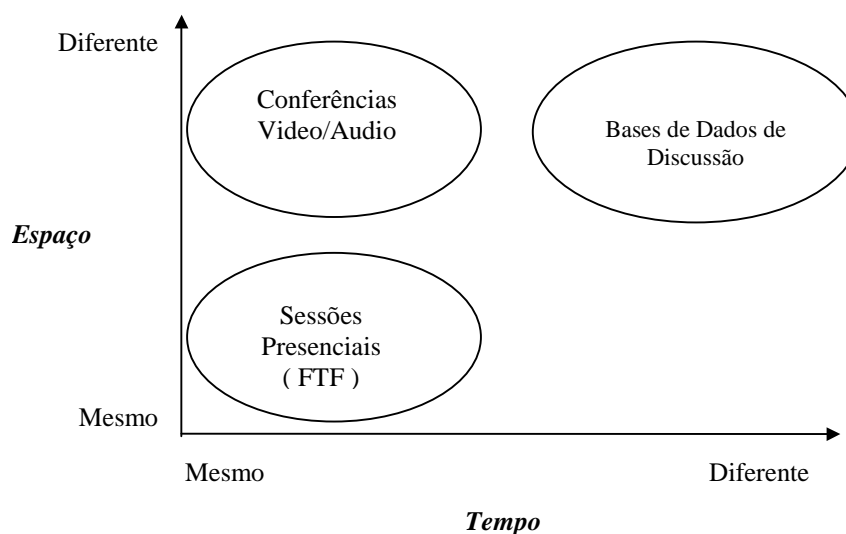 Diferente
Conferências
Video/Audio
Bases de Dados de
Discussão
Espaço
Sessões
Presenciais
( FTF )
Mesmo
Mesmo
Diferente
Tempo